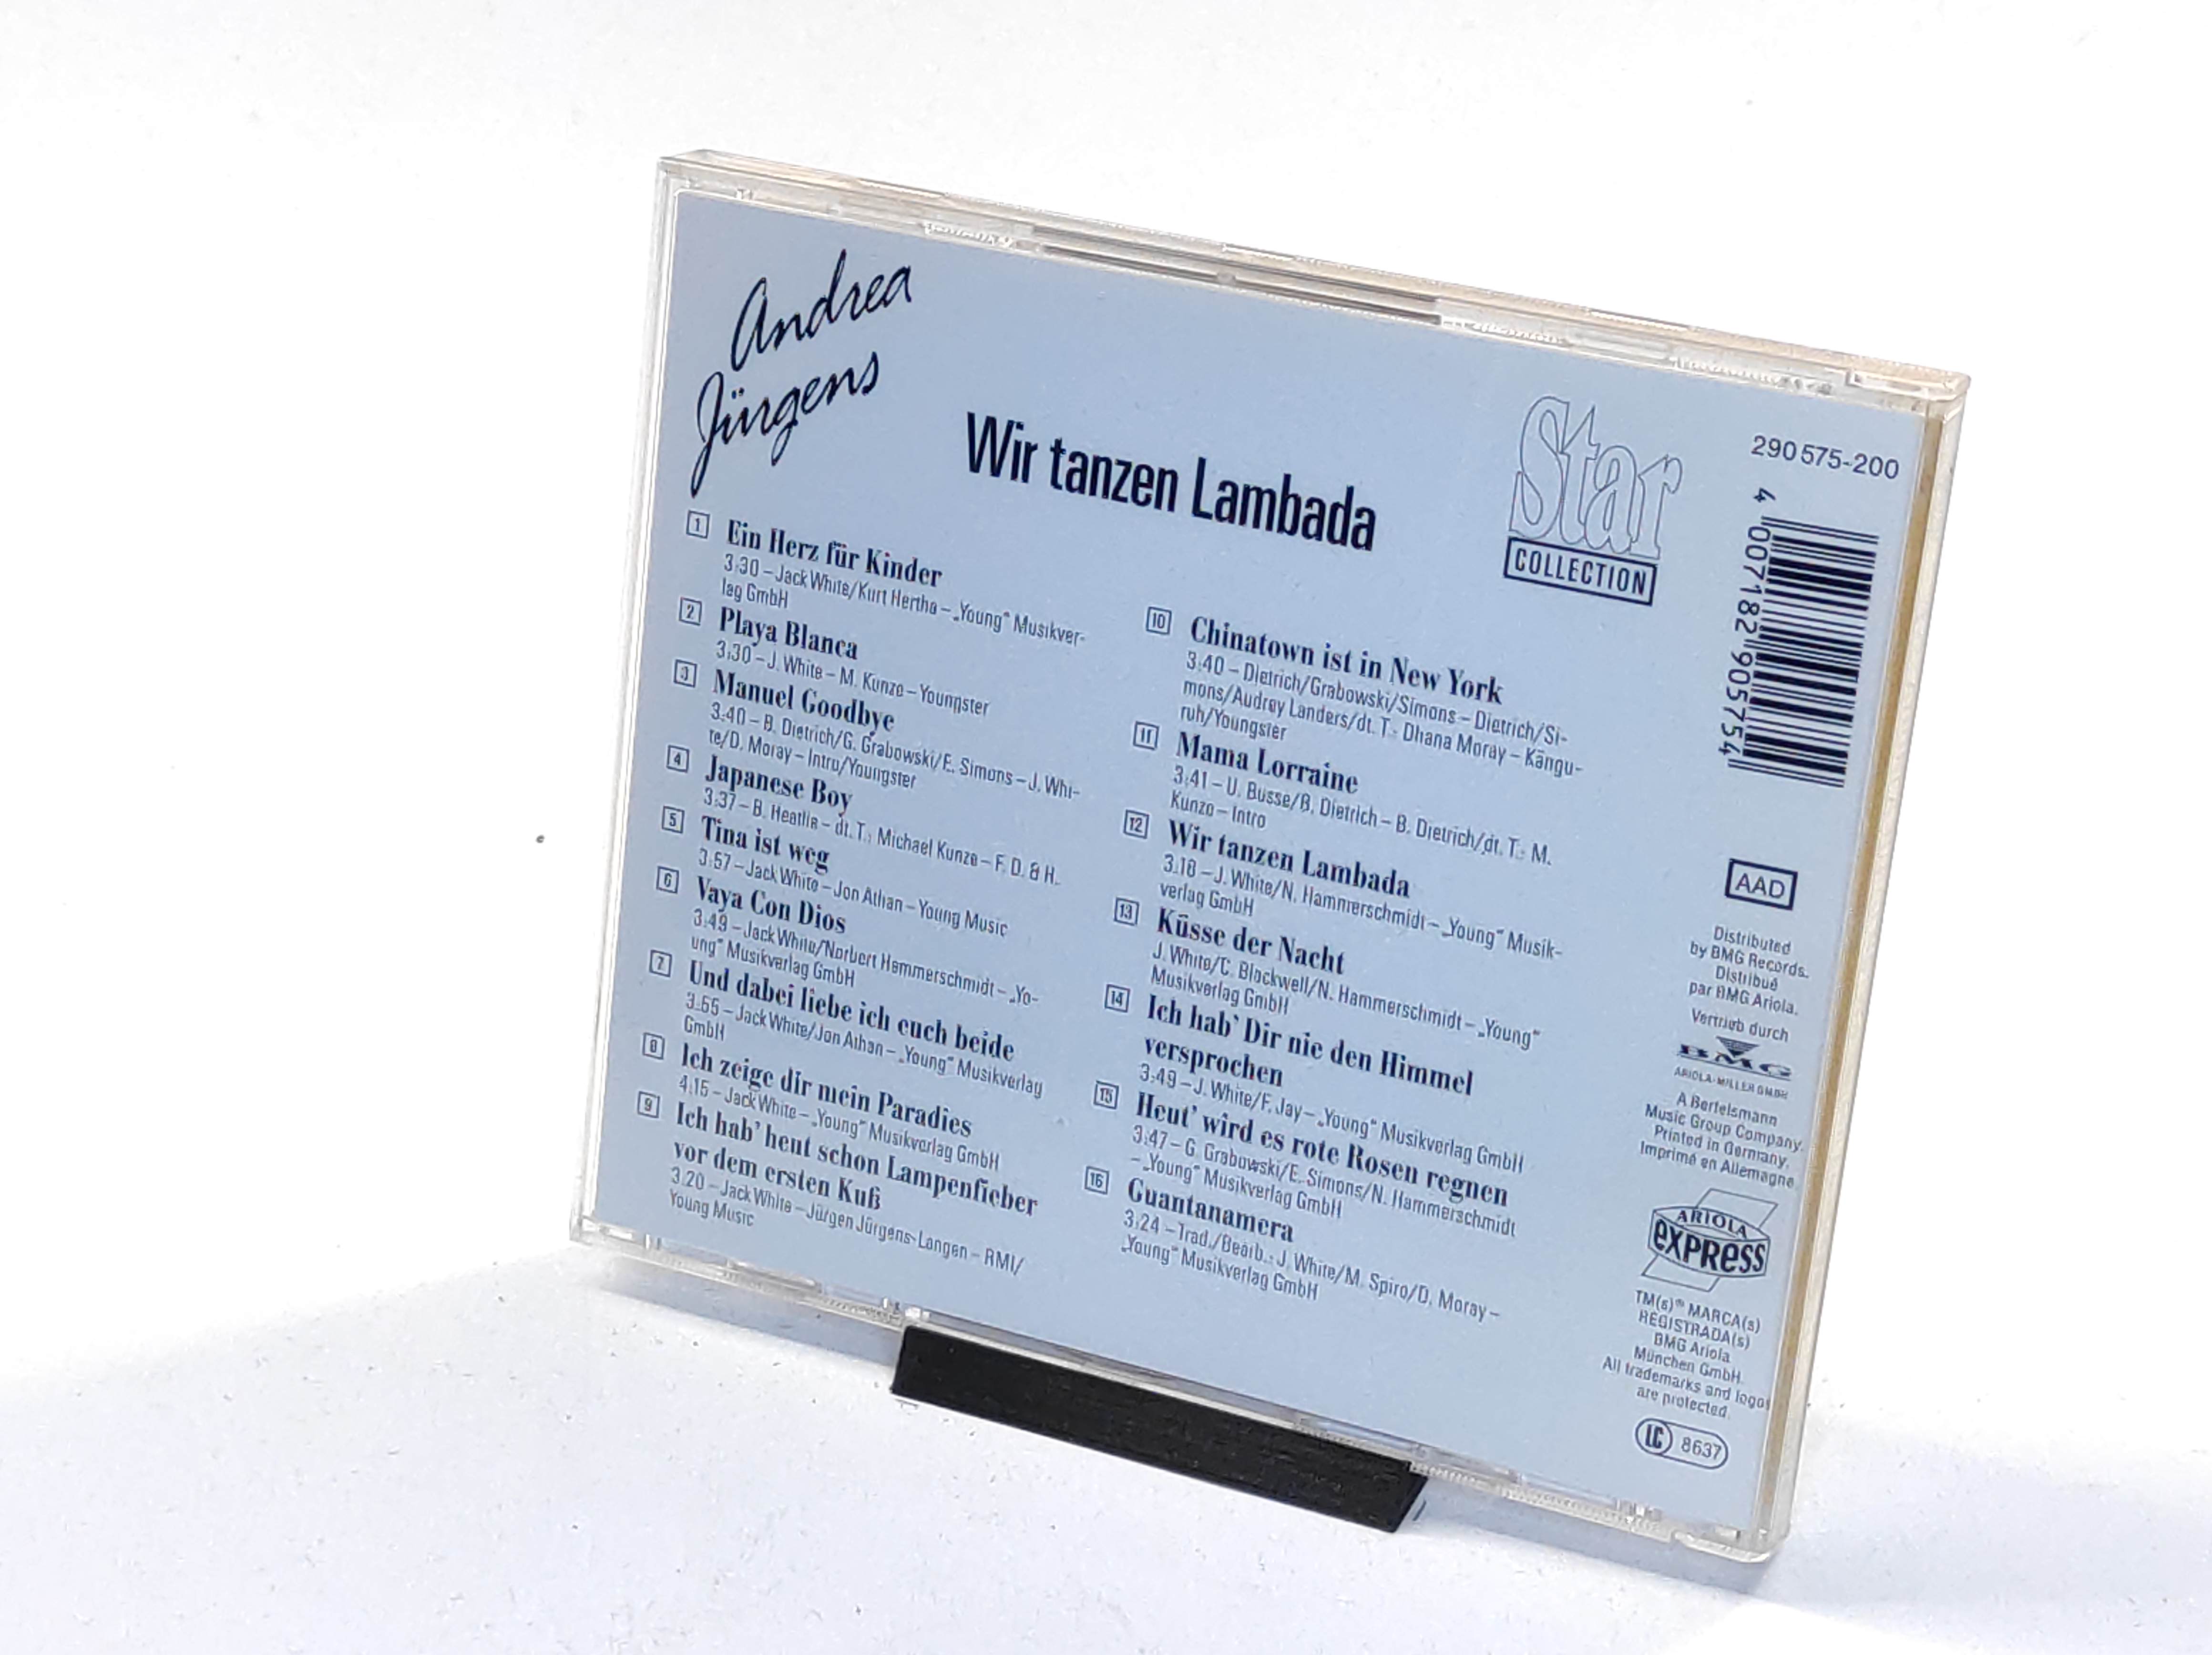 Andrea
Jürgens
Wir tanzen Lambada
Star
COLLECTION
290 575-200
4 007182 905754
1 Ein Herz für Kinder
3:30 – Jack White/Kurt Hertha – „Young“ Musikver-
lag GmbH
2 Playa Blanca
3:30 – J. White – M. Kunze – Youngster
3 Manuel Goodbye
3:40 – B. Dietrich/G. Grabowski/E. Simons – J. Whi-
te/D. Moray – Intro/Youngster
4 Japanese Boy
3:37 – B. Heatlie – dt. T.: Michael Kunze – F. D. & H.
5 Tina ist weg
3:57 – Jack White – Jon Athan – Young Music
6 Vaya Con Dios
3:49 – Jack White/Norbert Hammerschmidt – „Yo-
ung“ Musikverlag GmbH
7 Und dabei liebe ich euch beide
3:55 – Jack White/Jon Athan – „Young“ Musikverlag
GmbH
8 Ich zeige dir mein Paradies
4:15 – Jack White – „Young“ Musikverlag GmbH
9 Ich hab’ heut schon Lampenfieber
vor dem ersten Kuß
3:20 – Jack White – Jürgen Jürgens-Langen – RMI/
Young Music
10 Chinatown ist in New York
3:40 – Dietrich/Grabowski/Simons – Dietrich/Si-
mons/Audrey Landers/dt. T.: Dhana Moray – Kängu-
ruh/Youngster
11 Mama Lorraine
3:41 – U. Busse/B. Dietrich – B. Dietrich/dt. T.: M.
Kunze – Intro
12 Wir tanzen Lambada
3:18 – J. White/N. Hammerschmidt – „Young“ Musik-
verlag GmbH
13 Küsse der Nacht
J. White/C. Blackwell/N. Hammerschmidt – „Young“
Musikverlag GmbH
14 Ich hab’ Dir nie den Himmel
versprochen
3:49 – J. White/F. Jay – „Young“ Musikverlag GmbH
15 Heut’ wird es rote Rosen regnen
3:47 – G. Grabowski/E. Simons/N. Hammerschmidt
– „Young“ Musikverlag GmbH
16 Guantanamera
3:24 – Trad./Bearb.: J. White/M. Spiro/D. Moray –
„Young“ Musikverlag GmbH
AAD
Distributed
by BMG Records.
Distribué
par BMG Ariola.
Vertrieb durch
BMG
ARIOLA-MILLER GMBH
A Bertelsmann
Music Group Company.
Printed in Germany.
Imprimé en Allemagne
ARIOLA
EXPRESS
TM(s)® MARCA(s)
REGISTRADA(s)
BMG Ariola
München GmbH.
All trademarks and logos
are protected.
LC 8637